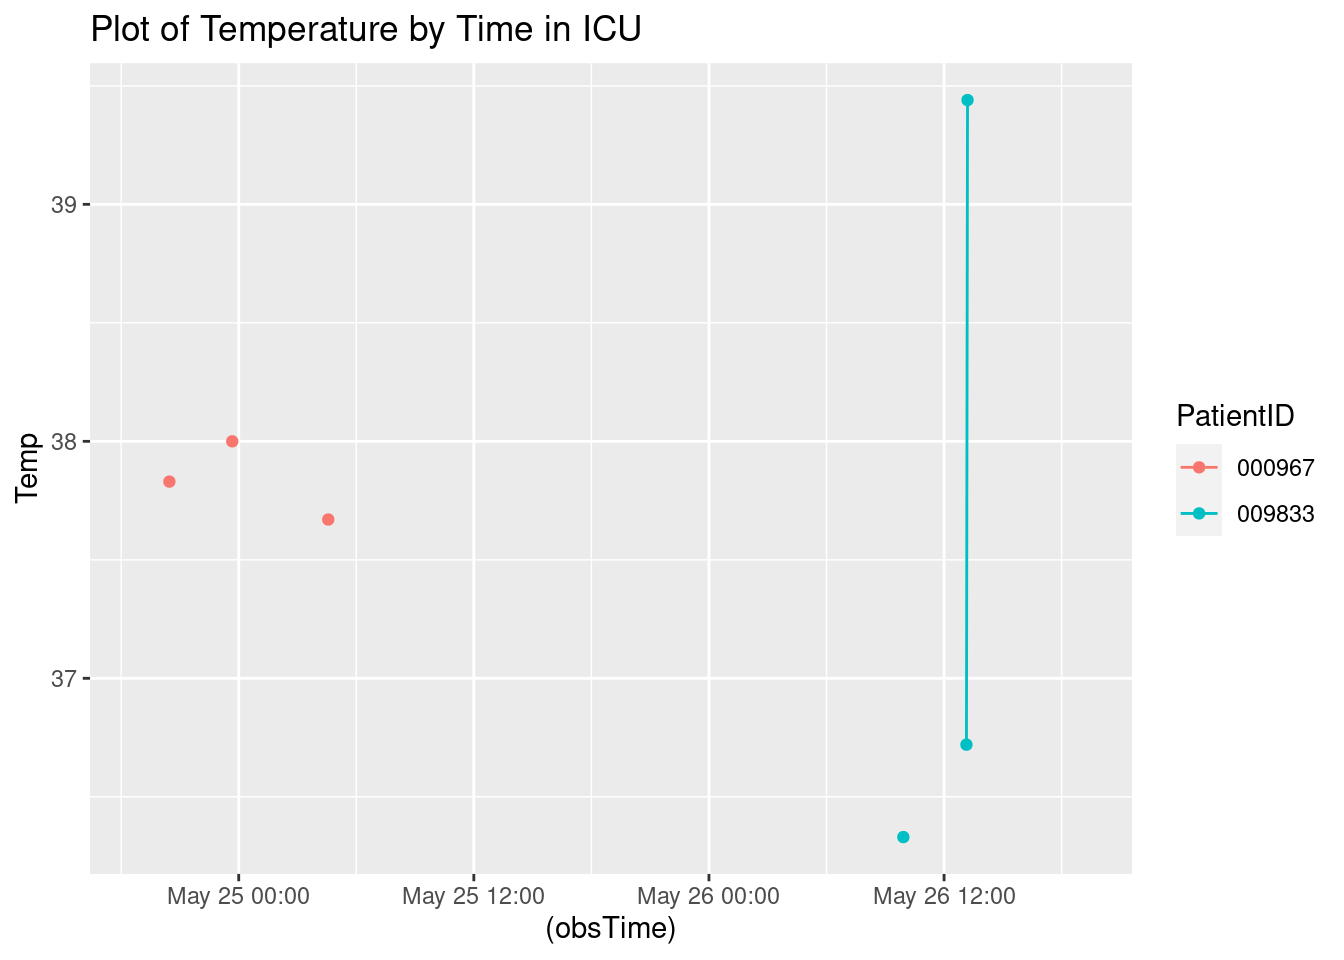 Plot of Temperature by Time in ICU
39
38
37
Temp
May 25 00:00
May 25 12:00
May 26 00:00
May 26 12:00
(obsTime)
PatientID
000967
009833